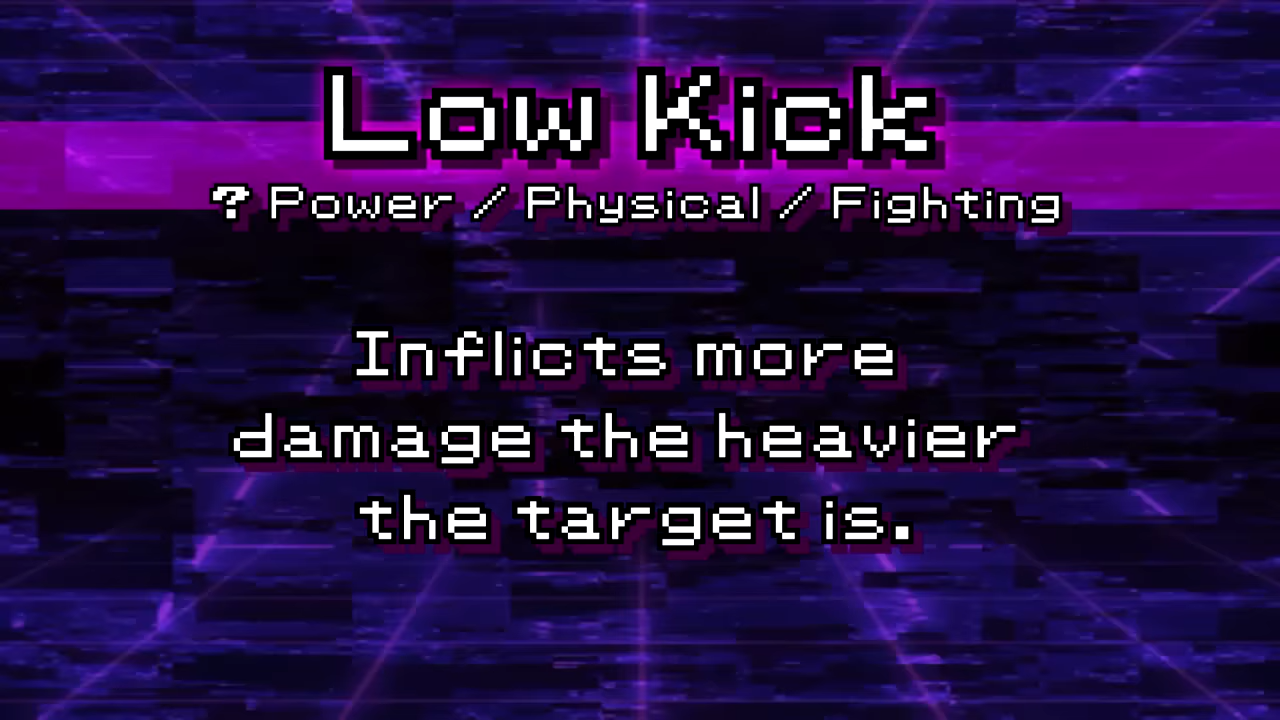 Low Kick
? Power / Physical / Fighting
Inflicts more
damage the heavier
the target is.